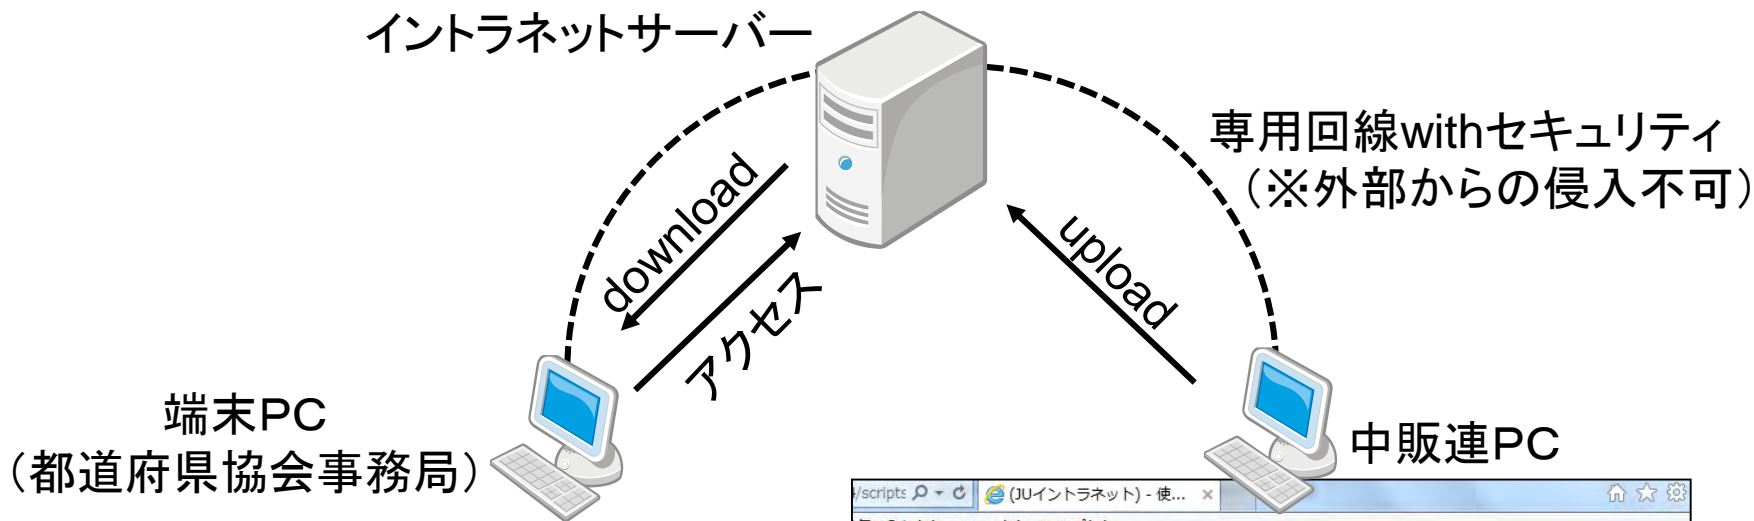 イントラネットサーバー
専用回線withセキュリティ
（※外部からの侵入不可）
download
アクセス
upload
端末PC
（都道府県協会事務局）
中販連PC
/scripts
(JUイントラネット) - 使...